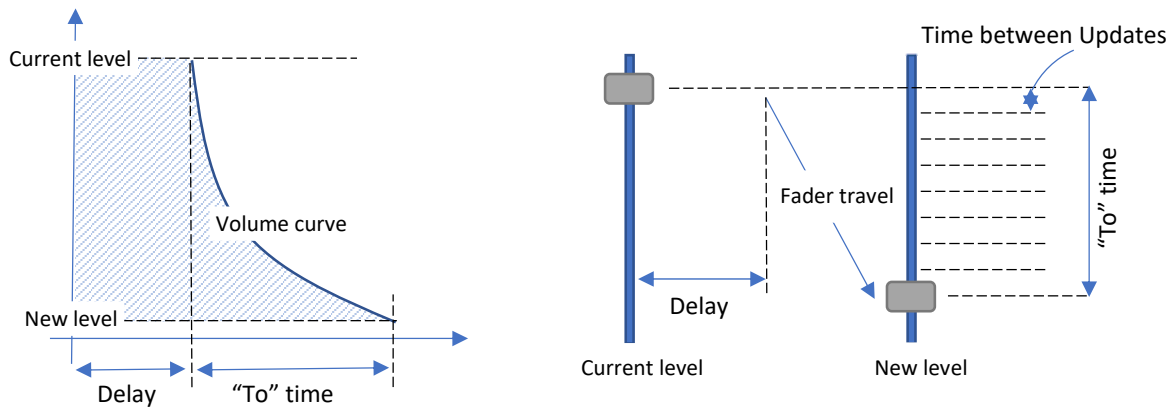 Current level
Volume curve
New level
Delay
“To” time
Time between Updates
Fader travel
“To” time
Delay
Current level
New level